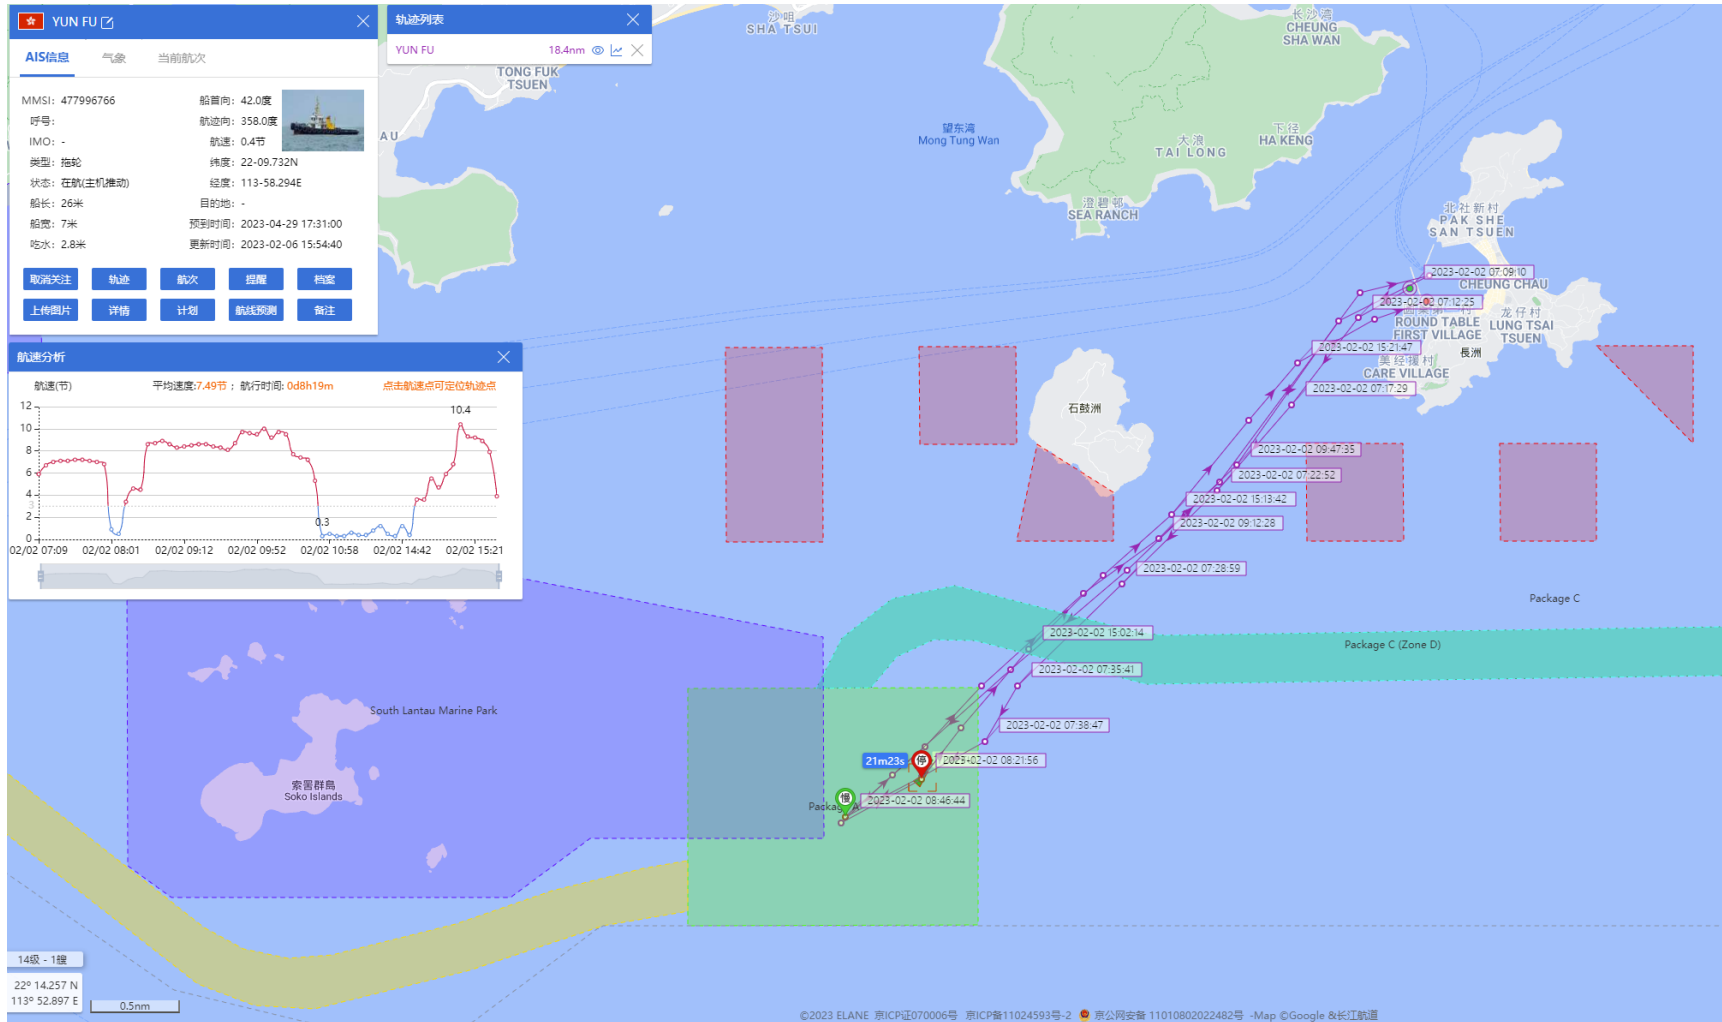 YUN FU
AIS信息 气象 当前航次
MMSI: 477996766 船首向: 42.0度
呼号: 航迹向: 358.0度
IMO: - 航速: 0.4节
类型: 拖轮 纬度: 22-09.732N
状态: 在航(主机推动) 经度: 113-58.294E
船长: 26米 目的地: -
船宽: 7米 预到时间: 2023-04-29 17:31:00
吃水: 2.8米 更新时间: 2023-02-06 15:54:40
取消关注 轨迹 航次 提醒 档案
上传图片 详情 计划 航线预测 备注
轨迹列表
YUN FU 18.4nm
航速分析
航速(节) 平均速度:7.49节； 航行时间: 0d8h19m 点击航速点可定位轨迹点
12
10
8
6
4
3
2
0
10.4
0.3
02/02 07:09 02/02 08:01 02/02 09:12 02/02 09:52 02/02 10:58 02/02 14:42 02/02 15:21
沙咀
SHA TSUI
TONG FUK
TSUEN
AU
长沙湾
CHEUNG
SHA WAN
望东湾
Mong Tung Wan
大浪
TAI LONG
下径
HA KENG
澄碧邨
SEA RANCH
北社新村
PAK SHE
SAN TSUEN
2023-02-02 07:09:10
CHEUNG CHAU
2023-02-02 07:12:25
ROUND TABLE
FIRST VILLAGE
龙仔村
LUNG TSAI
TSUEN
2023-02-02 15:21:47
長洲
美经援村
CARE VILLAGE
2023-02-02 07:17:29
石鼓洲
2023-02-02 09:47:35
2023-02-02 07:22:52
2023-02-02 15:13:42
2023-02-02 09:12:28
2023-02-02 07:28:59
Package C
2023-02-02 15:02:14
Package C (Zone D)
2023-02-02 07:35:41
South Lantau Marine Park
2023-02-02 07:38:47
21m23s 停 2023-02-02 08:21:56
索罟群島
Soko Islands
慢
Package A 2023-02-02 08:46:44
14级 - 1艘
22º 14.257 N
113º 52.897 E
0.5nm
©2023 ELANE 京ICP证070006号 京ICP备11024593号-2 京公网安备 11010802022482号 -Map ©Google &长江航道